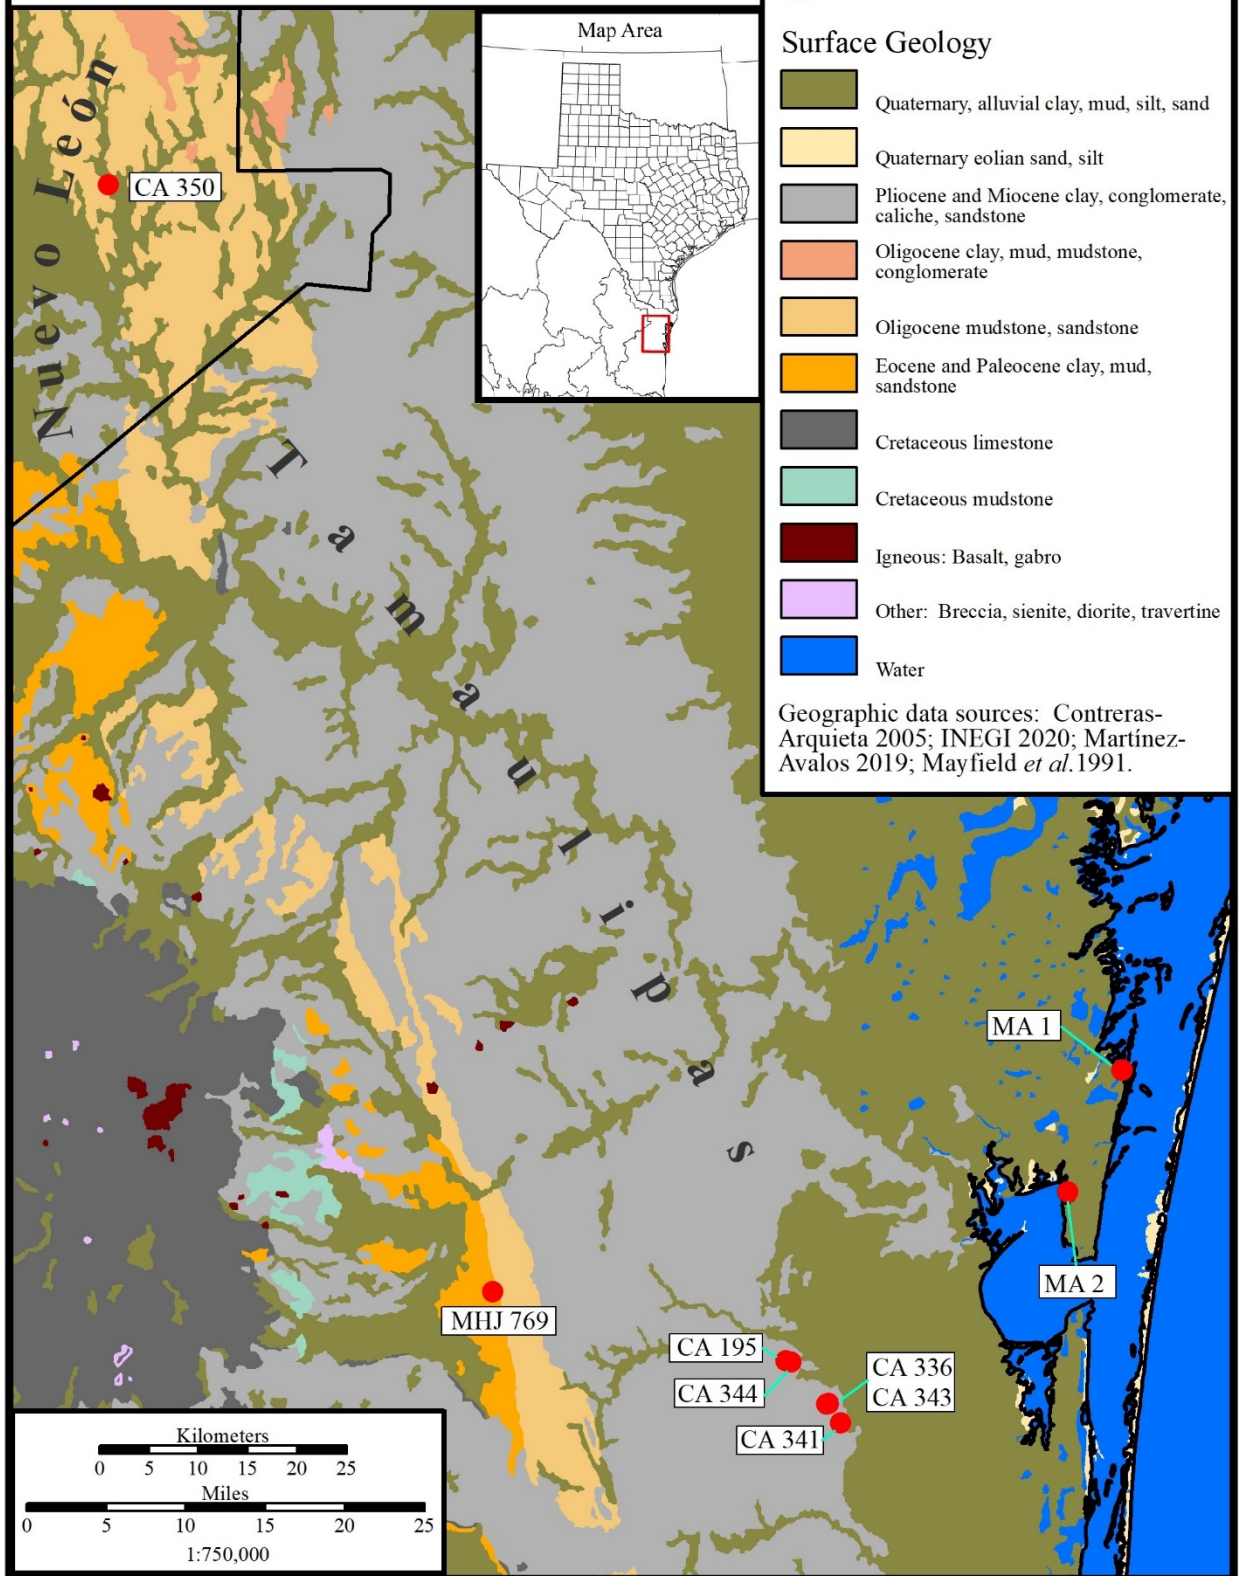 Map Area
Surface Geology
Quaternary, alluvial clay, mud, silt, sand
Quaternary eolian sand, silt
Pliocene and Miocene clay, conglomerate,
caliche, sandstone
Oligocene clay, mud, mudstone,
conglomerate
Oligocene mudstone, sandstone
Eocene and Paleocene clay, mud,
sandstone
Cretaceous limestone
Cretaceous mudstone
Igneous: Basalt, gabro
Other: Breccia, sienite, diorite, travertine
Water
Geographic data sources: Contreras-
Arquieta 2005; INEGI 2020; Martínez-
Avalos 2019; Mayfield et al.1991.
Nuevo León
CA 350
Tamaulipas
MA 1
MA 2
MHJ 769
CA 195
CA 344
CA 336
CA 343
CA 341
Kilometers
0 5 10 15 20 25
Miles
0 5 10 15 20 25
1:750,000